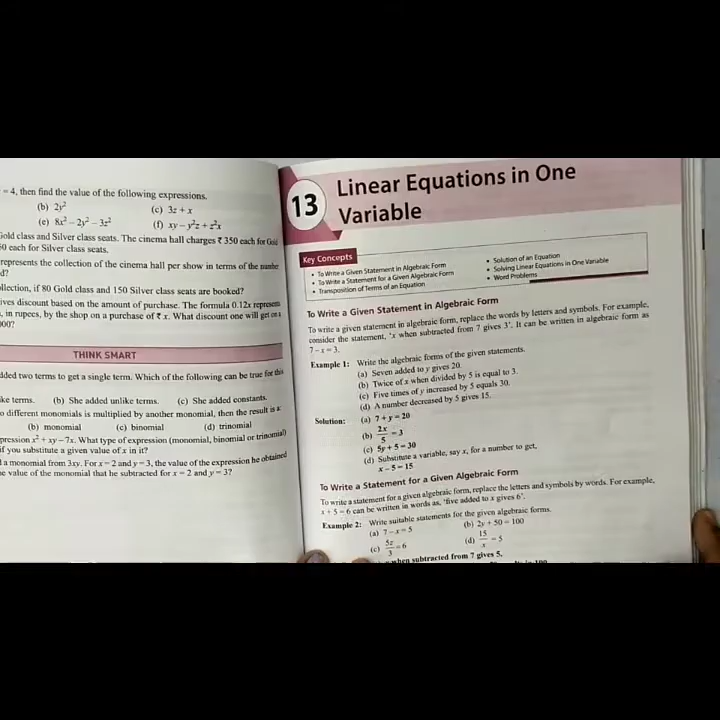 = 4, then find the value of the following expressions.
(b) 2y² (c) 3z + x
(e) 8x² – 2y² – 3z² (f) xy – y²z + z²x
Gold class and Silver class seats. The cinema hall charges ₹ 350 each for Gold
50 each for Silver class seats.
represents the collection of the cinema hall per show in terms of the number
d?
llection, if 80 Gold class and 150 Silver class seats are booked?
ives discount based on the amount of purchase. The formula 0.12x represents
, in rupees, by the shop on a purchase of ₹ x. What discount one will get on a
000?
THINK SMART
dded two terms to get a single term. Which of the following can be true for this
ke terms. (b) She added unlike terms. (c) She added constants.
o different monomials is multiplied by another monomial, then the result is a:
(b) monomial (c) binomial (d) trinomial
pression x² + xy – 7x. What type of expression (monomial, binomial or trinomial)
if you substitute a given value of x in it?
l a monomial from 3xy. For x = 2 and y = 3, the value of the expression he obtained
e value of the monomial that he subtracted for x = 2 and y = 3?
13 Linear Equations in One
Variable
Key Concepts
• To Write a Given Statement in Algebraic Form
• To Write a Statement for a Given Algebraic Form
• Transposition of Terms of an Equation
• Solution of an Equation
• Solving Linear Equations in One Variable
• Word Problems
To Write a Given Statement in Algebraic Form
To write a given statement in algebraic form, replace the words by letters and symbols. For example,
consider the statement, 'x when subtracted from 7 gives 3'. It can be written in algebraic form as
7 – x = 3.
Example 1: Write the algebraic forms of the given statements.
(a) Seven added to y gives 20.
(b) Twice of x when divided by 5 is equal to 3.
(c) Five times of y increased by 5 equals 30.
(d) A number decreased by 5 gives 15.
Solution: (a) 7 + y = 20
(b) 2x/5 = 3
(c) 5y + 5 = 30
(d) Substitute a variable, say x, for a number to get,
x – 5 = 15
To Write a Statement for a Given Algebraic Form
To write a statement for a given algebraic form, replace the letters and symbols by words. For example,
x + 5 = 6 can be written in words as, 'five added to x gives 6'.
Example 2: Write suitable statements for the given algebraic forms.
(a) 7 – x = 5 (b) 2y + 50 = 100
(c) 5z/3 = 6 (d) 15/x = 5
when subtracted from 7 gives 5.